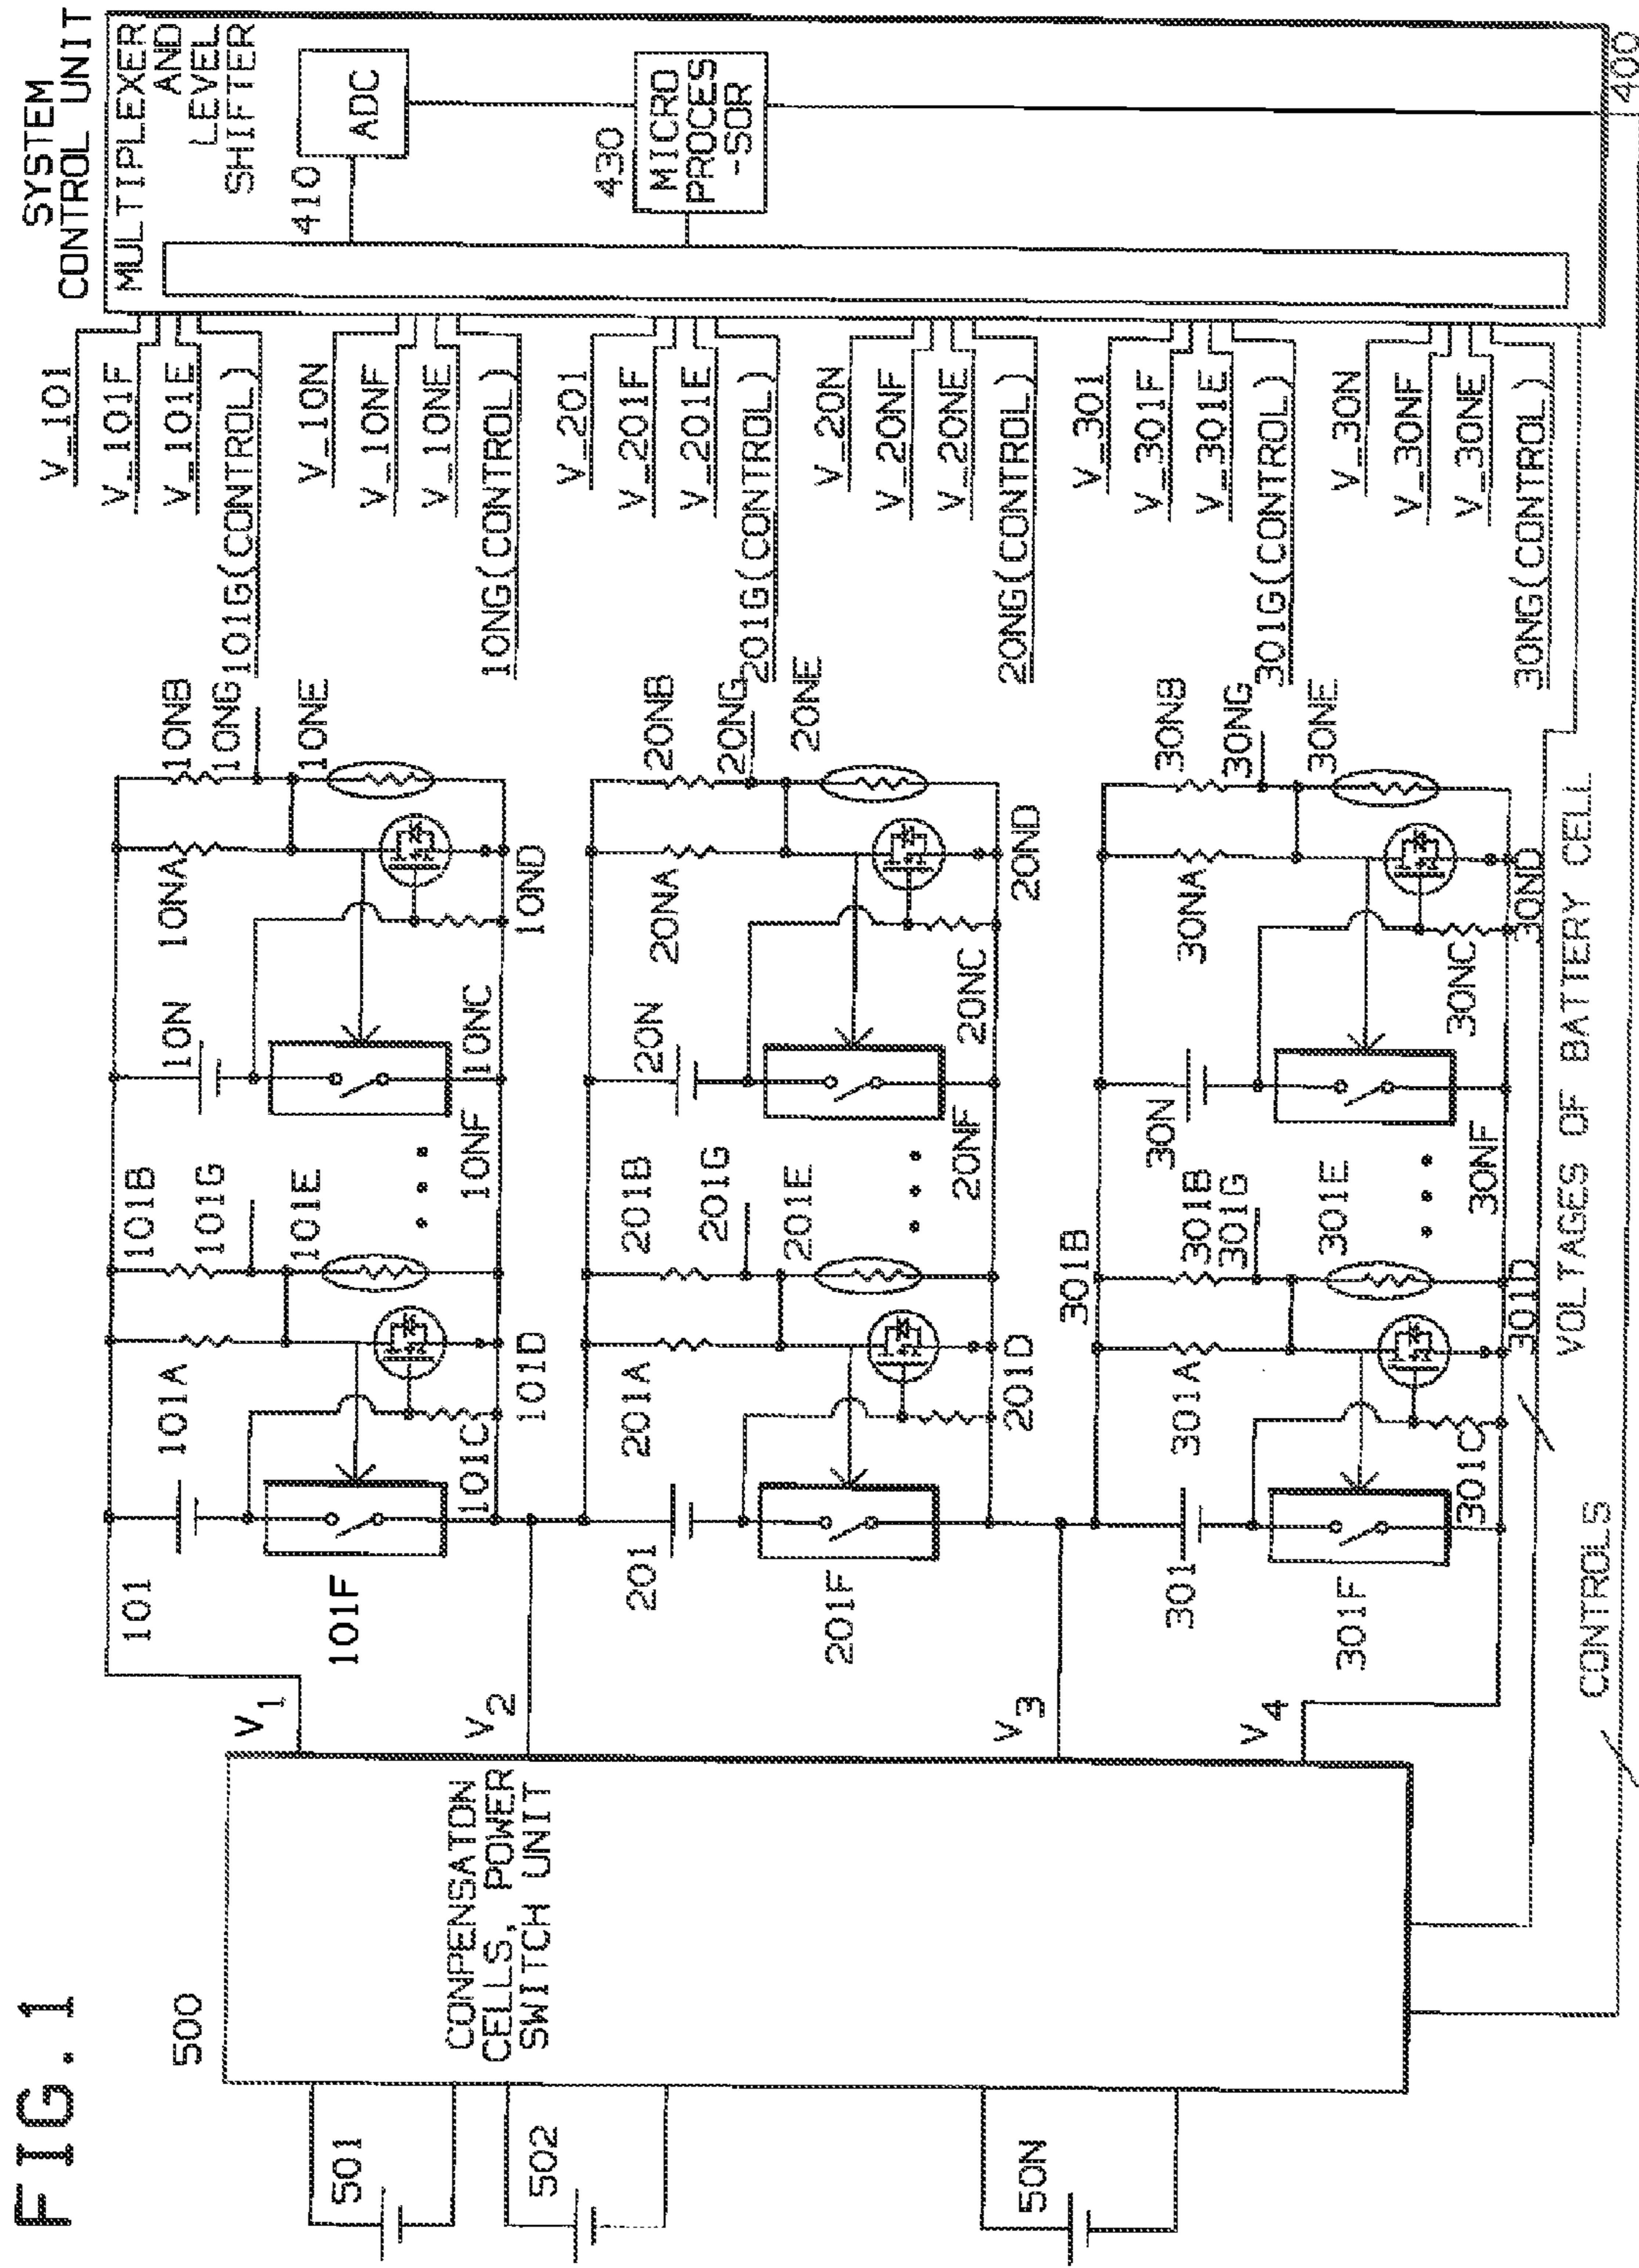 FIG. 1
500
501
502
50N
CONPENSATON
CELLS, POWER
SWITCH UNIT
V1
V2
V3
V4
101
101A
101B
101G
101E
101F
101C
101D
10N
10NA
10NB
10NG
10NE
10NF
10NC
10ND
201
201A
201B
201G
201E
201F
201D
20N
20NA
20NB
20NG
20NE
20NF
20NC
20ND
301B
301
301A
301B
301G
301E
301F
301C
301D
30N
30NA
30NB
30NG
30NE
30NF
30NC
30ND
V_101
V_101F
V_101E
101G(CONTROL)
V_10N
V_10NF
V_10NE
10NG(CONTROL)
V_201
V_201F
V_201E
201G(CONTROL)
V_20N
V_20NF
V_20NE
20NG(CONTROL)
V_301
V_301F
V_301E
301G(CONTROL)
V_30N
V_30NF
V_30NE
30NG(CONTROL)
SYSTEM
CONTROL UNIT
MULTIPLEXER
AND
LEVEL
SHIFTER
410
ADC
430
MICRO
PROCES
-SOR
400
VOLTAGES OF BATTERY CELL
CONTROLS